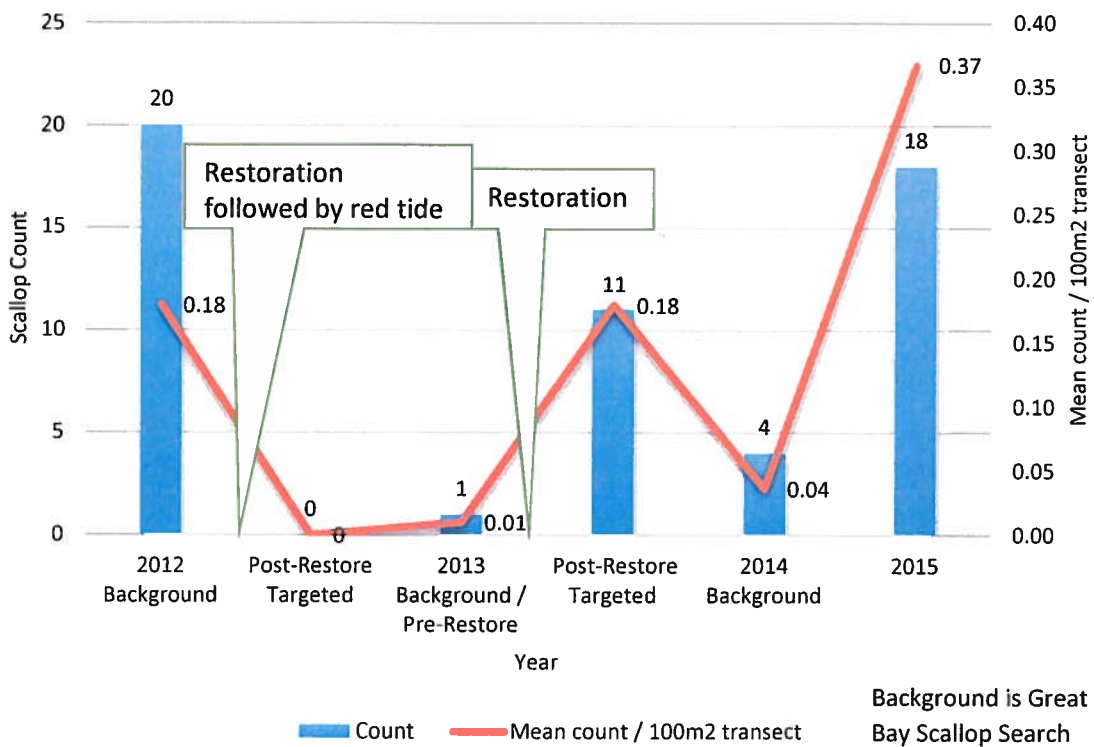 25
20
15
10
5
0
Scallop Count
0.40
0.35
0.30
0.25
0.20
0.15
0.10
0.05
0.00
Mean count / 100m2 transect
20
0.18
Restoration
followed by red tide
Restoration
0
0
1
0.01
11
0.18
4
0.04
18
0.37
2012
Background
Post-Restore
Targeted
2013
Background /
Pre-Restore
Post-Restore
Targeted
2014
Background
2015
Year
Count
Mean count / 100m2 transect
Background is Great
Bay Scallop Search